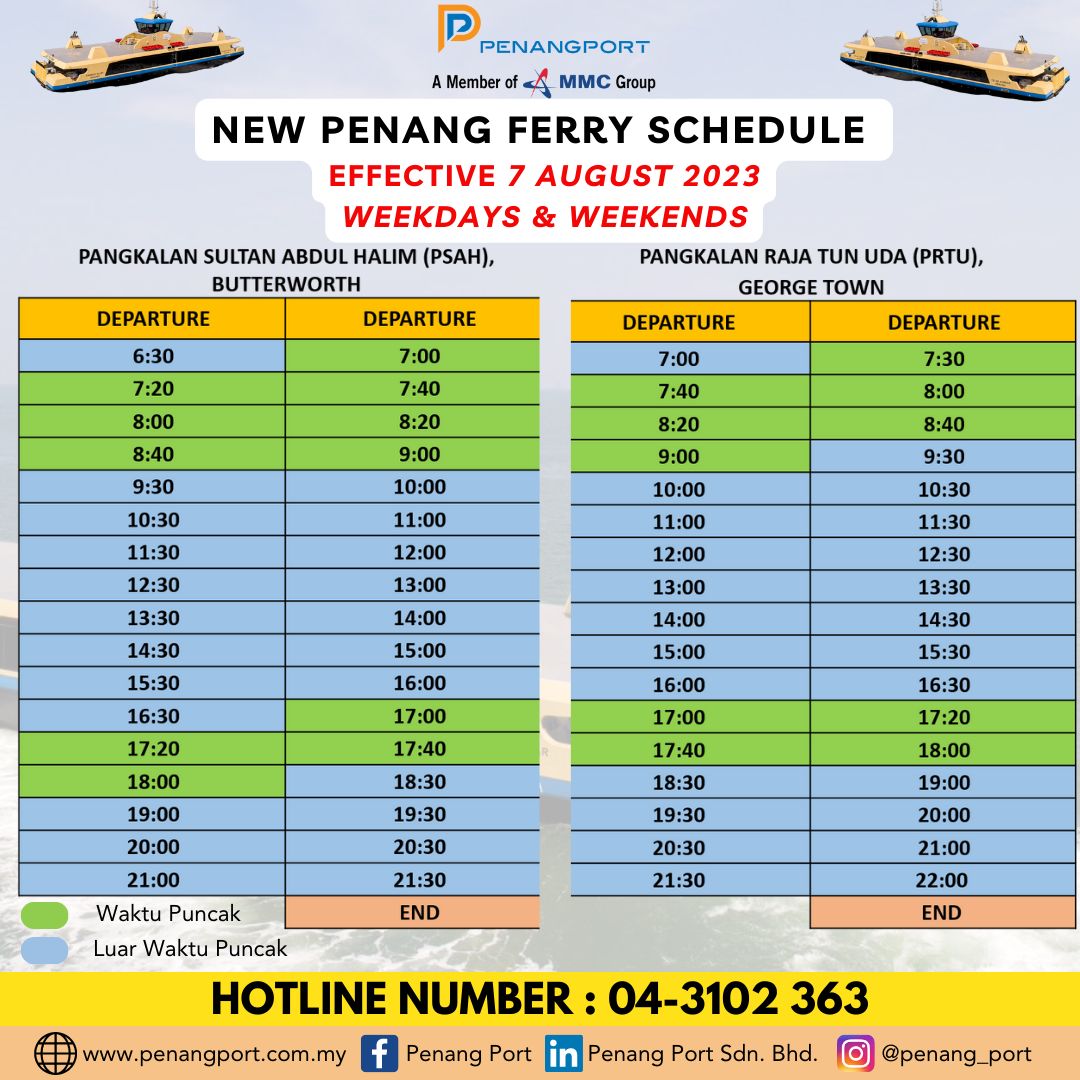 PENANGPORT
A Member of MMC Group
NEW PENANG FERRY SCHEDULE
EFFECTIVE 7 AUGUST 2023
WEEKDAYS & WEEKENDS
PANGKALAN SULTAN ABDUL HALIM (PSAH),
BUTTERWORTH
DEPARTURE DEPARTURE
6:30 7:00
7:20 7:40
8:00 8:20
8:40 9:00
9:30 10:00
10:30 11:00
11:30 12:00
12:30 13:00
13:30 14:00
14:30 15:00
15:30 16:00
16:30 17:00
17:20 17:40
18:00 18:30
19:00 19:30
20:00 20:30
21:00 21:30
END
PANGKALAN RAJA TUN UDA (PRTU),
GEORGE TOWN
DEPARTURE DEPARTURE
7:00 7:30
7:40 8:00
8:20 8:40
9:00 9:30
10:00 10:30
11:00 11:30
12:00 12:30
13:00 13:30
14:00 14:30
15:00 15:30
16:00 16:30
17:00 17:20
17:40 18:00
18:30 19:00
19:30 20:00
20:30 21:00
21:30 22:00
END
Waktu Puncak
Luar Waktu Puncak
HOTLINE NUMBER : 04-3102 363
www.penangport.com.my Penang Port Penang Port Sdn. Bhd. @penang_port